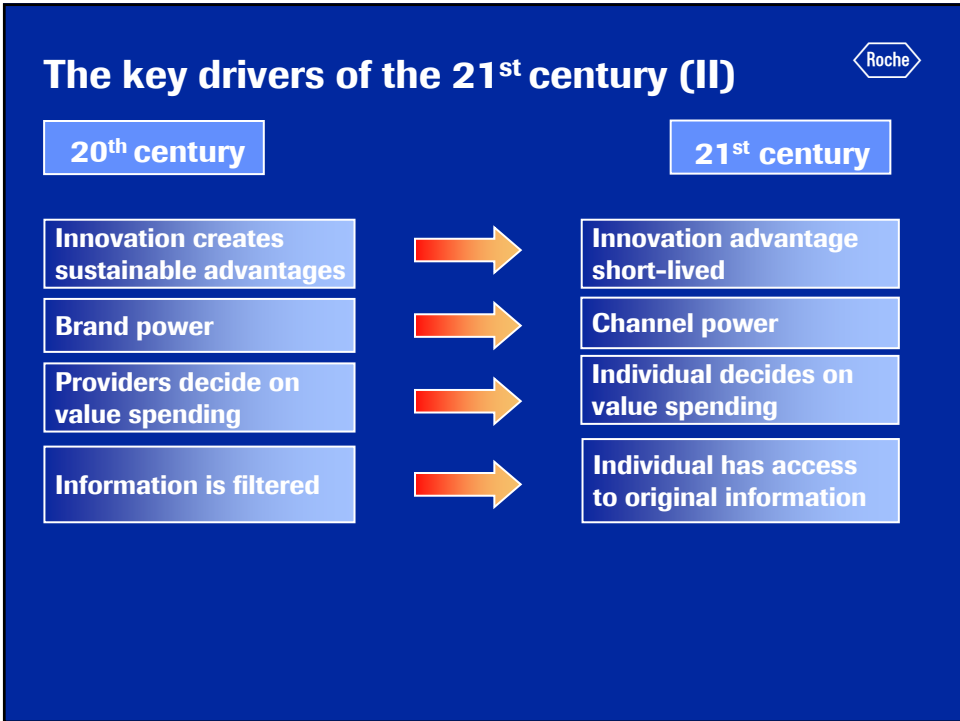 The key drivers of the 21st century (II)
Roche
20th century
21st century
Innovation creates
sustainable advantages
Innovation advantage
short-lived
Brand power
Channel power
Providers decide on
value spending
Individual decides on
value spending
Information is filtered
Individual has access
to original information